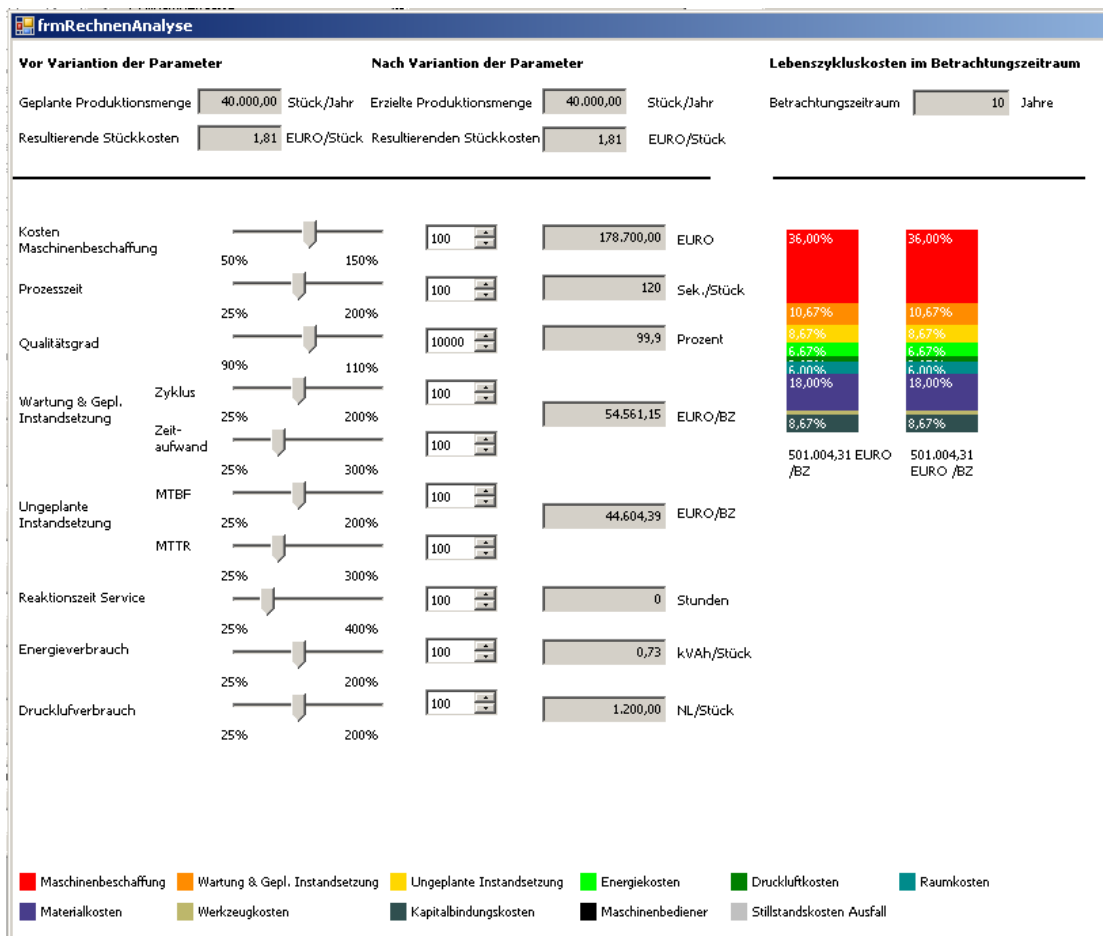 frmRechnenAnalyse
Vor Variantion der Parameter Nach Variantion der Parameter Lebenszykluskosten im Betrachtungszeitraum
Geplante Produktionsmenge 40.000,00 Stück/Jahr Erzielte Produktionsmenge 40.000,00 Stück/Jahr Betrachtungszeitraum 10 Jahre
Resultierende Stückkosten 1,81 EURO/Stück Resultierenden Stückkosten 1,81 EURO/Stück
Kosten
Maschinenbeschaffung 100 178.700,00 EURO
50% 150%
Prozesszeit 100 120 Sek./Stück
25% 200%
Qualitätsgrad 10000 99,9 Prozent
90% 110%
Wartung & Gepl.
Instandsetzung
Zyklus 100
25% 200%
54.561,15 EURO/BZ
Zeit-
aufwand 100
25% 300%
Ungeplante
Instandsetzung
MTBF 100
25% 200%
44.604,39 EURO/BZ
MTTR 100
25% 300%
Reaktionszeit Service 100 0 Stunden
25% 400%
Energieverbrauch 100 0,73 kVAh/Stück
25% 200%
Drucklufverbrauch 100 1.200,00 NL/Stück
25% 200%
36,00% 36,00%
10,67% 10,67%
8,67% 8,67%
6,67% 6,67%
6,00% 6,00%
18,00% 18,00%
8,67% 8,67%
501.004,31 EURO
/BZ
501.004,31
EURO /BZ
Maschinenbeschaffung Wartung & Gepl. Instandsetzung Ungeplante Instandsetzung Energiekosten Druckluftkosten Raumkosten
Materialkosten Werkzeugkosten Kapitalbindungskosten Maschinenbediener Stillstandskosten Ausfall